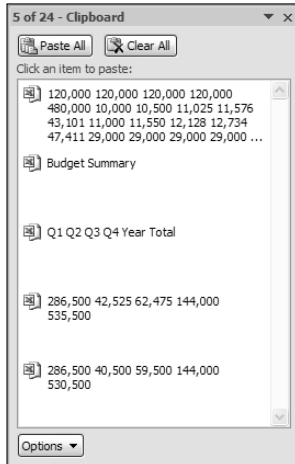 5 of 24 - Clipboard
Paste All Clear All
Click an item to paste:
120,000 120,000 120,000 120,000
480,000 10,000 10,500 11,025 11,576
43,101 11,000 11,550 12,128 12,734
47,411 29,000 29,000 29,000 29,000 ...
Budget Summary
Q1 Q2 Q3 Q4 Year Total
286,500 42,525 62,475 144,000
535,500
286,500 40,500 59,500 144,000
530,500
Options